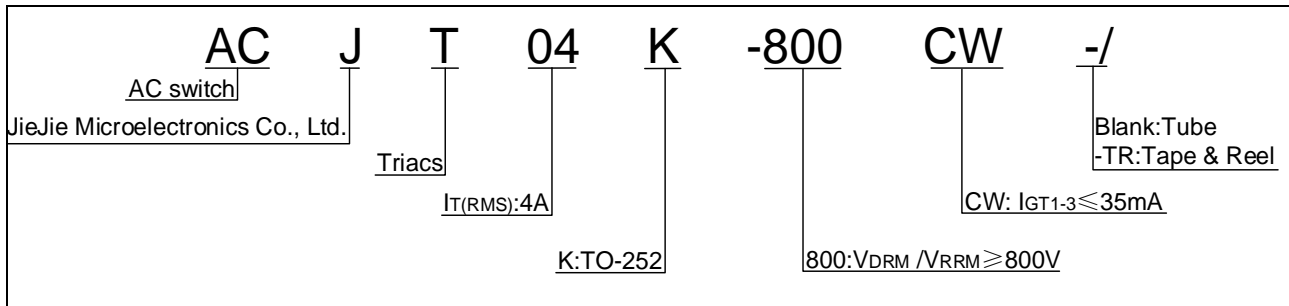 AC J T 04 K -800 CW -/
AC switch
JieJie Microelectronics Co., Ltd.
Blank:Tube
-TR:Tape & Reel
Triacs
IT(RMS):4A
CW: IGT1-3≤35mA
K:TO-252
800:VDRM /VRRM≥800V